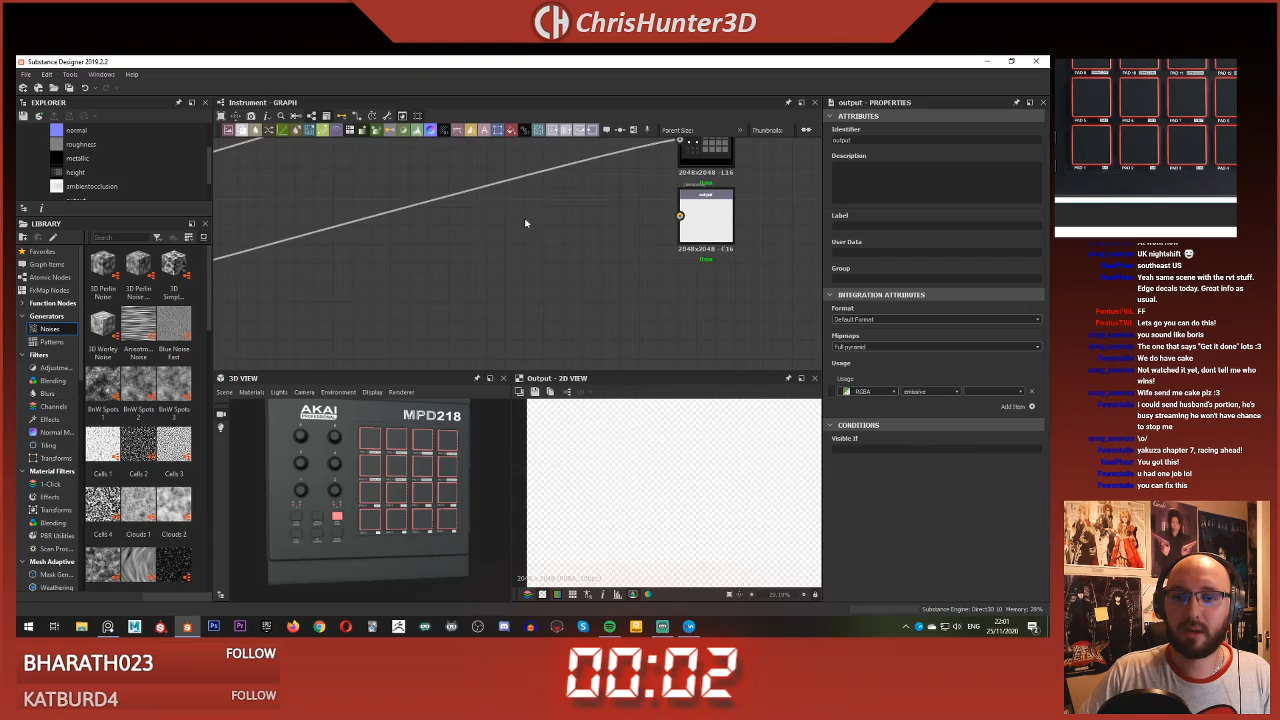 CH ChrisHunter3D
Substance Designer 2019.2.2
File Edit Tools Windows Help
EXPLORER
normal
roughness
metallic
height
ambientocclusion
LIBRARY
Search
Favorites
Graph Items
Atomic Nodes
FxMap Nodes
Function Nodes
Generators
Noises
Patterns
Filters
Adjustme...
Blending
Blurs
Channels
Effects
Normal M...
Tiling
Transforms
Material Filters
1-Click
Effects
Transforms
Blending
PBR Utilities
Scan Proc...
Mesh Adaptive
Mask Gen...
Weathering
3D Perlin Noise
3D Perlin Noise ...
3D Simpl...
3D Worley Noise
Anisotro... Noise
Blue Noise Fast
BnW Spots 1
BnW Spots 2
BnW Spots 3
Cells 1
Cells 2
Cells 3
Cells 4
Clouds 1
Clouds 2
Instrument - GRAPH
Parent Size:
Thumbnails:
2048x2048 - L16
output
2048x2048 - C16
3D VIEW
Scene Materials Lights Camera Environment Display Renderer
AKAI
PROFESSIONAL
MPD218
Output - 2D VIEW
29.19%
output - PROPERTIES
ATTRIBUTES
Identifier
output
Description
Label
User Data
Group
INTEGRATION ATTRIBUTES
Format
Default Format
Mipmaps
Full pyramid
Usage
Usage
RGBA
emissive
Add Item
CONDITIONS
Visible If
Substance Engine: Direct3D 10 Memory: 28%
ENG
22:01
25/11/2020
UK nightshift
southeast US
Yeah same scene with the rvt stuff.
Edge decals today. Great info as
usual.
FF
Lets go you can do this!
you sound like boris
The one that says "Get it done" lots :3
We do have cake
Not watched it yet, dont tell me who
wins!
Wife send me cake plz :3
I could send husband's portion, he's
busy streaming he won't have chance
to stop me
\o/
yakuza chapter 7, racing ahead!
You got this!
u had one job lol
you can fix this
BHARATH023 FOLLOW
KATBURD4 FOLLOW
00:02